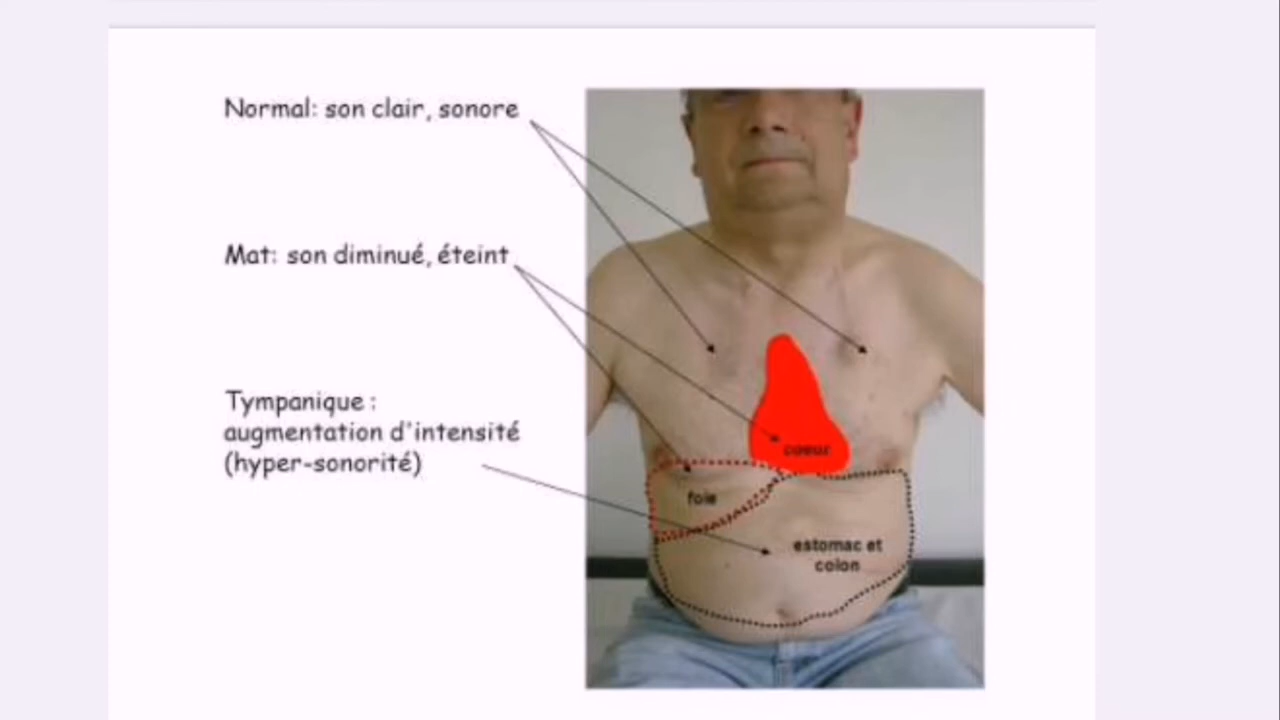 Normal: son clair, sonore
Mat: son diminué, éteint
Tympanique :
augmentation d'intensité
(hyper-sonorité)
coeur
foie
estomac et
colon